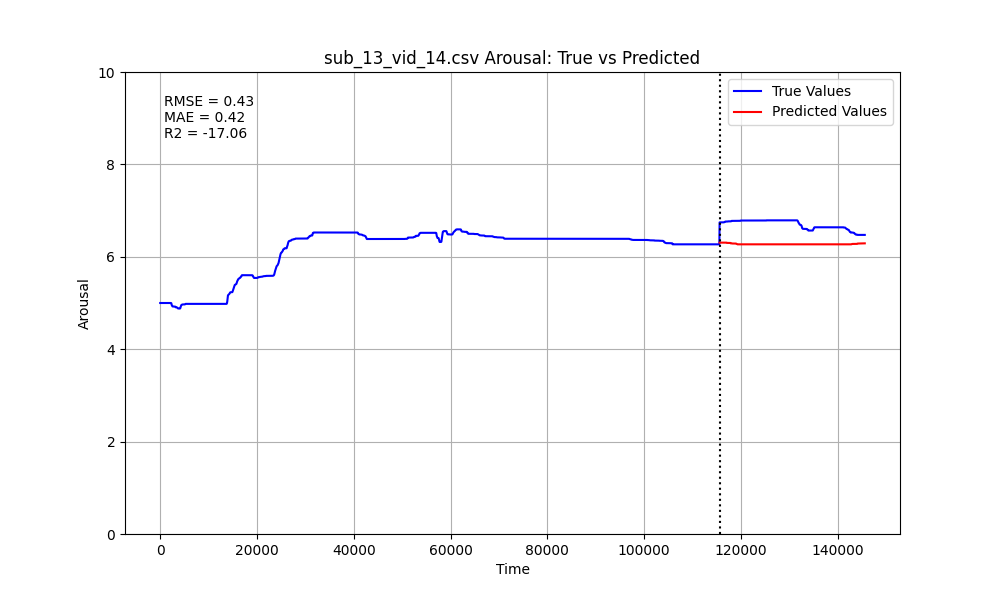 sub_13_vid_14.csv Arousal: True vs Predicted
RMSE = 0.43
MAE = 0.42
R2 = -17.06
True Values
Predicted Values
10
8
6
4
2
0
Arousal
0 20000 40000 60000 80000 100000 120000 140000
Time